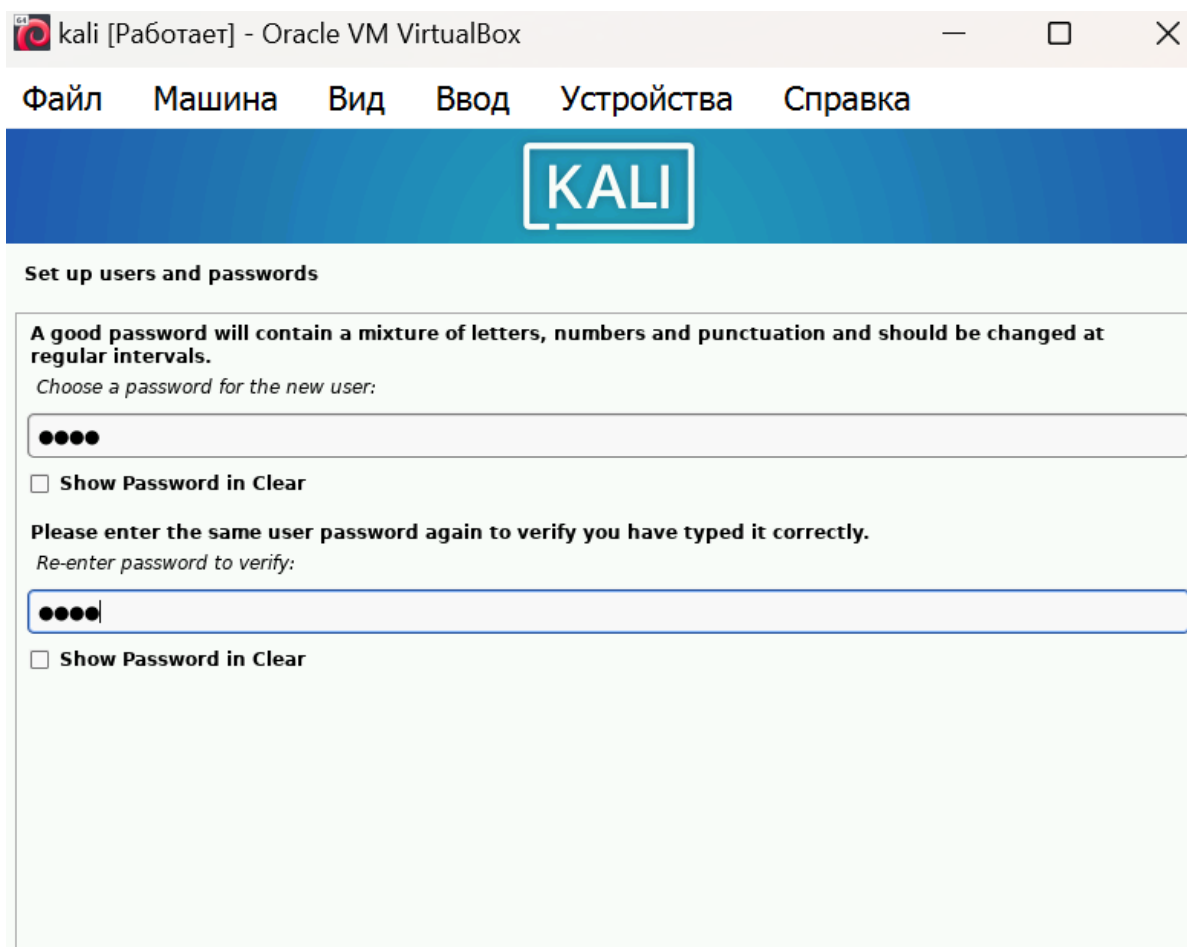 64
kali [Работает] - Oracle VM VirtualBox
Файл Машина Вид Ввод Устройства Справка
KALI
Set up users and passwords
A good password will contain a mixture of letters, numbers and punctuation and should be changed at
regular intervals.
Choose a password for the new user:
●●●●
Show Password in Clear
Please enter the same user password again to verify you have typed it correctly.
Re-enter password to verify:
●●●●
Show Password in Clear